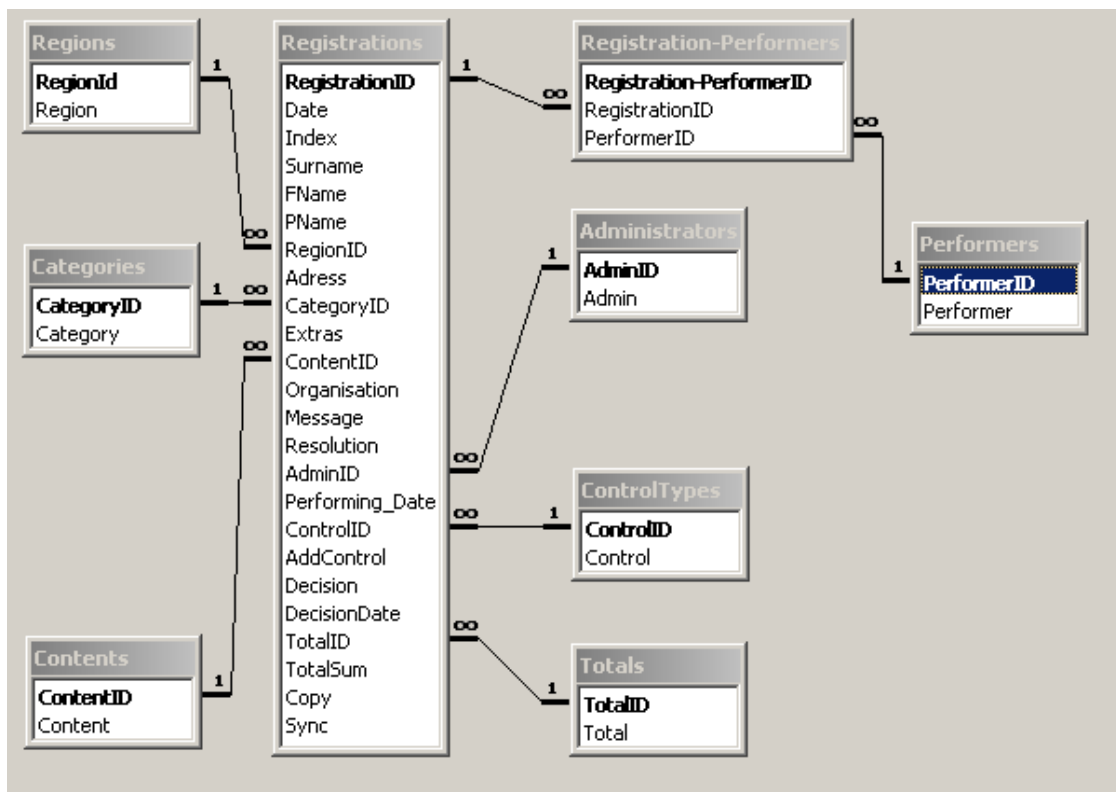 Regions
RegionId
Region
Categories
CategoryID
Category
Contents
ContentID
Content
Registrations
RegistrationID
Date
Index
Surname
FName
PName
RegionID
Adress
CategoryID
Extras
ContentID
Organisation
Message
Resolution
AdminID
Performing_Date
ControlID
AddControl
Decision
DecisionDate
TotalID
TotalSum
Copy
Sync
Registration-Performers
Registration-PerformerID
RegistrationID
PerformerID
Administrators
AdminID
Admin
ControlTypes
ControlID
Control
Totals
TotalID
Total
Performers
PerformerID
Performer
1
∞
1
∞
∞
1
1
∞
∞
1
1
∞
∞
1
∞
1